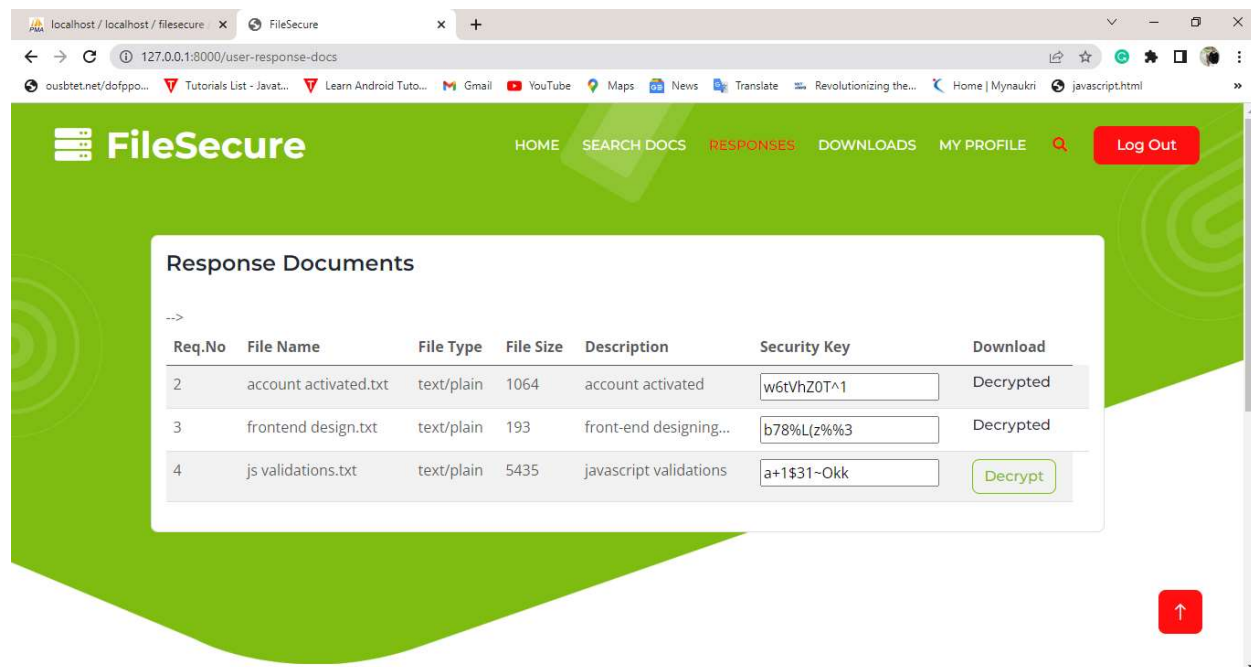 localhost / localhost / filesecure FileSecure
127.0.0.1:8000/user-response-docs
ousbtet.net/dofppo... Tutorials List - Javat... Learn Android Tuto... Gmail YouTube Maps News Translate Revolutionizing the... Home | Mynaukri javascript.html »
FileSecure HOME SEARCH DOCS RESPONSES DOWNLOADS MY PROFILE Log Out
Response Documents
-->
Req.No File Name File Type File Size Description Security Key Download
2 account activated.txt text/plain 1064 account activated w6tVhZ0T^1 Decrypted
3 frontend design.txt text/plain 193 front-end designing... b78%L(z%%3 Decrypted
4 js validations.txt text/plain 5435 javascript validations a+1$31~Okk Decrypt